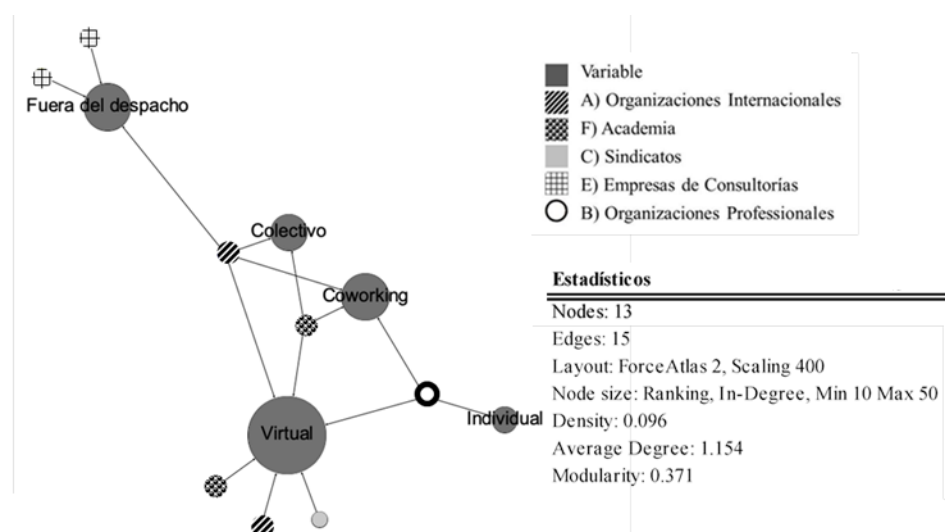 Fuera del despacho
Colectivo
Coworking
Virtual
Individual
Variable
A) Organizaciones Internacionales
F) Academia
C) Sindicatos
E) Empresas de Consultorías
B) Organizaciones Professionales
Estadísticos
Nodes: 13
Edges: 15
Layout: ForceAtlas 2, Scaling 400
Node size: Ranking, In-Degree, Min 10 Max 50
Density: 0.096
Average Degree: 1.154
Modularity: 0.371